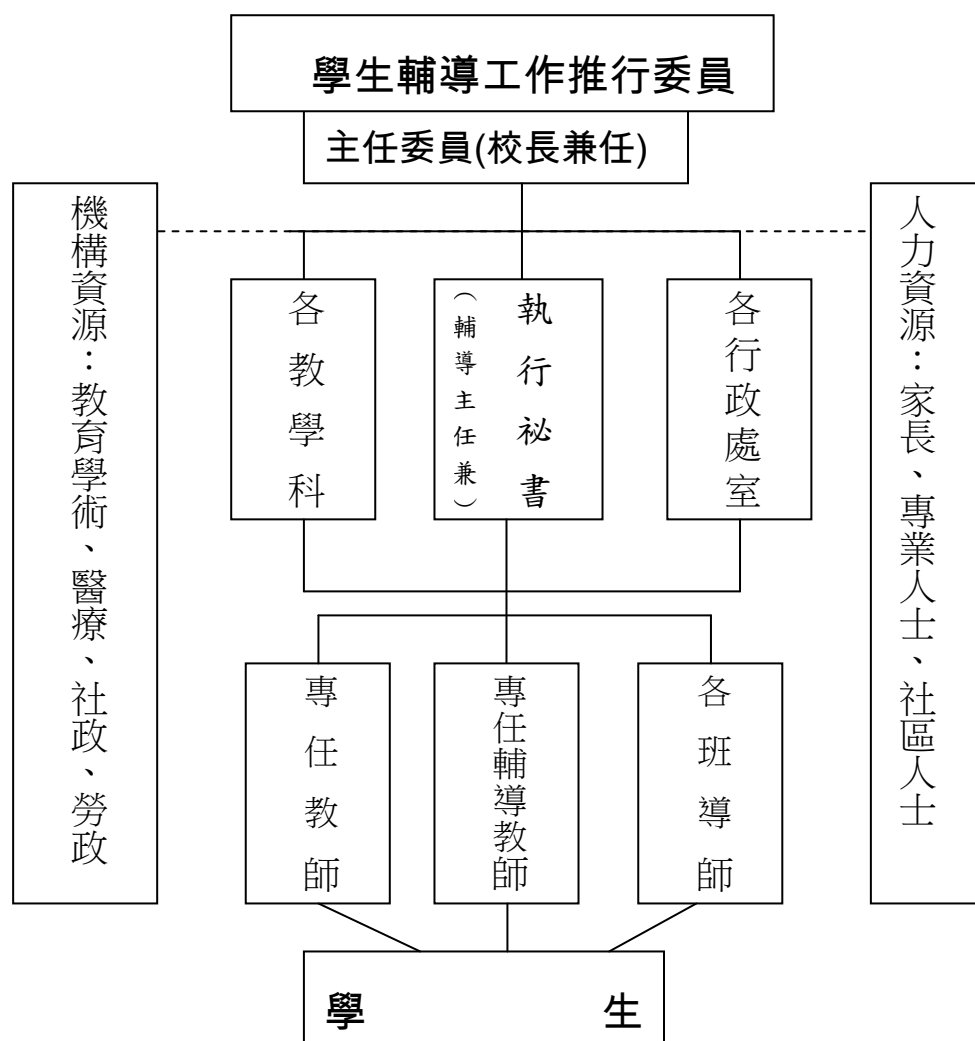 學生輔導工作推行委員
主任委員(校長兼任)
機構資源：教育學術、醫療、社政、勞政
各教學科
執行祕書
（輔導主任兼）
各行政處室
人力資源：家長、專業人士、社區人士
專任教師
專任輔導教師
各班導師
學生